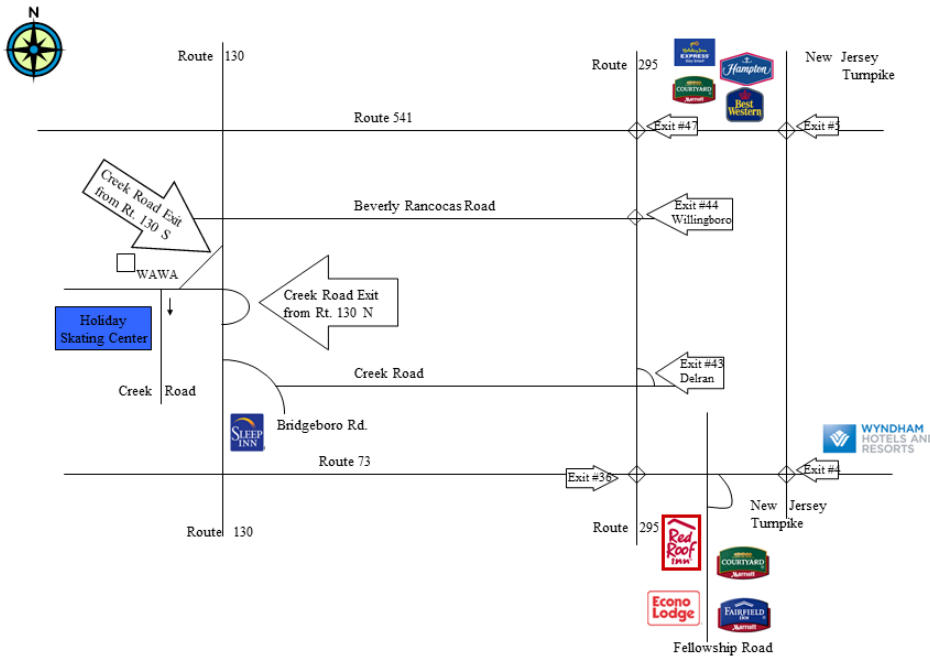 N
Route 130
Route 295
Holiday Inn
EXPRESS
Hampton
New Jersey
Turnpike
COURTYARD
Marriott
Best
Western
Route 541
Exit #47
Exit #5
Creek Road Exit
from Rt. 130 S
Beverly Rancocas Road
Exit #44
Willingboro
WAWA
Creek Road Exit
from Rt. 130 N
Holiday
Skating Center
Creek Road
Creek Road
Exit #43
Delran
SLEEP
INN
Bridgeboro Rd.
WYNDHAM
HOTELS AND
RESORTS
Route 73
Exit #36
Exit #4
New Jersey
Turnpike
Route 130
Route 295
Red
Roof
Inn
COURTYARD
Marriott
Econo
Lodge
FAIRFIELD
INN
Marriott
Fellowship Road